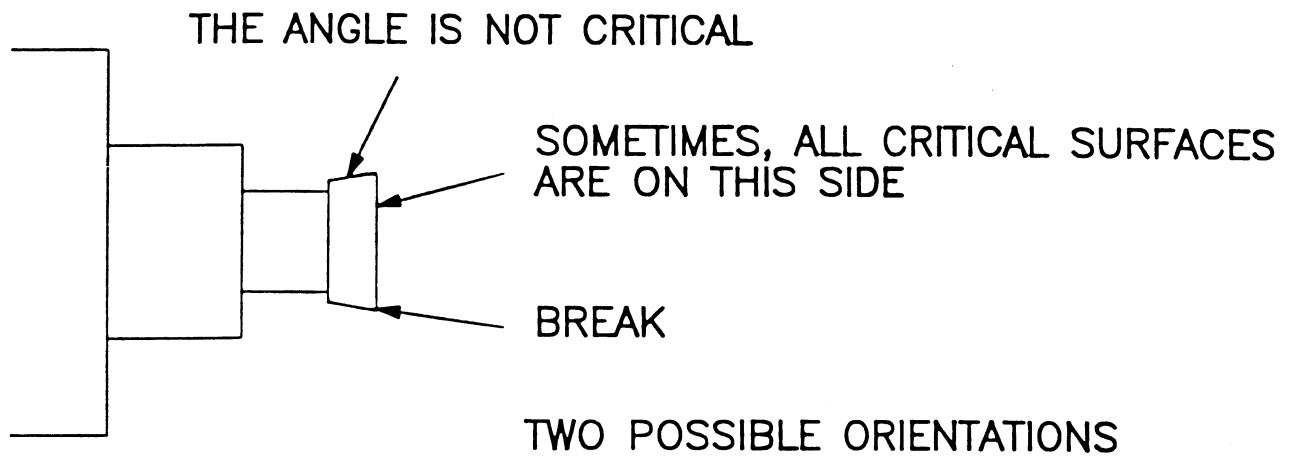 THE ANGLE IS NOT CRITICAL
SOMETIMES, ALL CRITICAL SURFACES
ARE ON THIS SIDE
BREAK
TWO POSSIBLE ORIENTATIONS